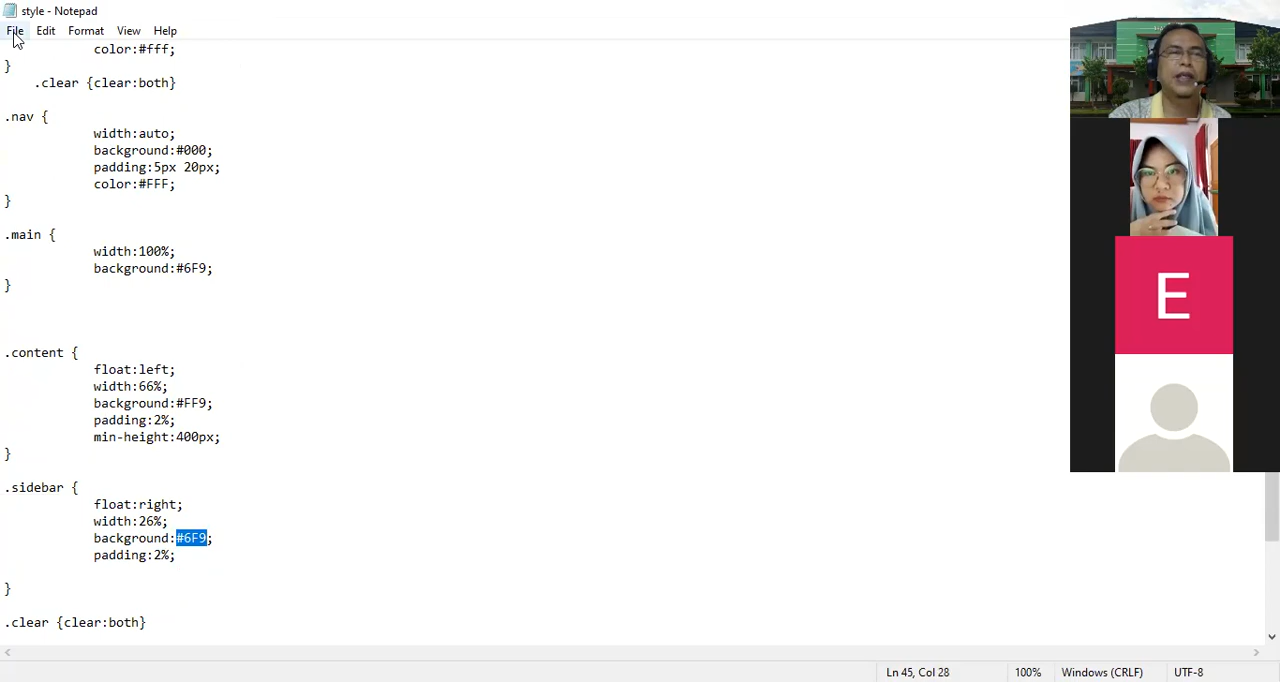 style - Notepad
File Edit Format View Help
color:#fff;
}
.clear {clear:both}
.nav {
width:auto;
background:#000;
padding:5px 20px;
color:#FFF;
}
.main {
width:100%;
background:#6F9;
}
.content {
float:left;
width:66%;
background:#FF9;
padding:2%;
min-height:400px;
}
.sidebar {
float:right;
width:26%;
background:#6F9;
padding:2%;
}
.clear {clear:both}
E
Ln 45, Col 28 100% Windows (CRLF) UTF-8